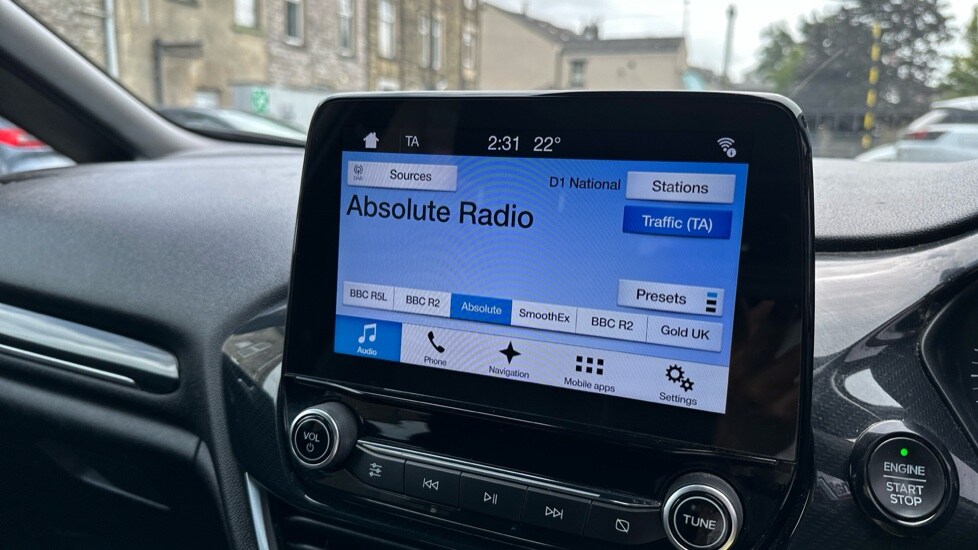 TA 2:31 22°
DAB Sources D1 National Stations
Absolute Radio Traffic (TA)
Presets
BBC R5L BBC R2 Absolute SmoothEx BBC R2 Gold UK
Audio Phone Navigation Mobile apps Settings
VOL
TUNE
ENGINE
START
STOP